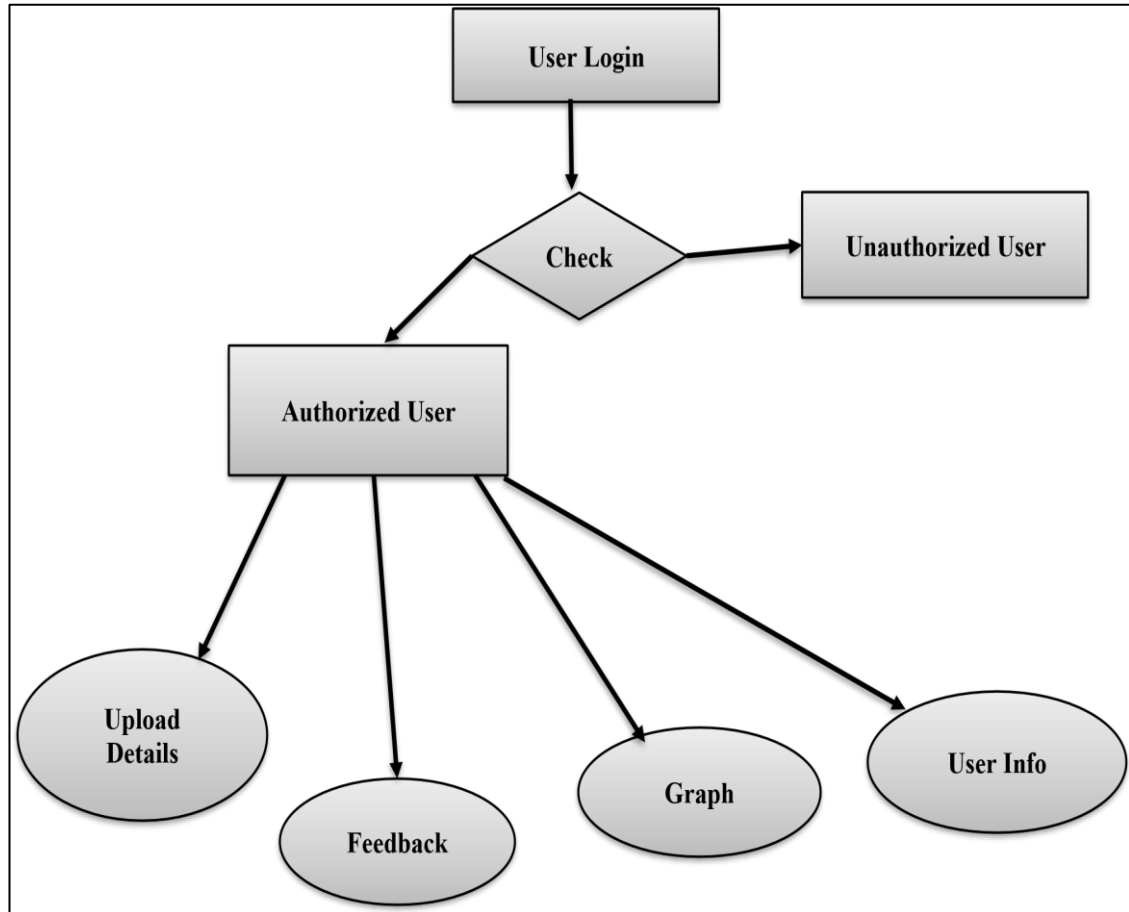 User Login
Check
Unauthorized User
Authorized User
Upload
Details
Feedback
Graph
User Info